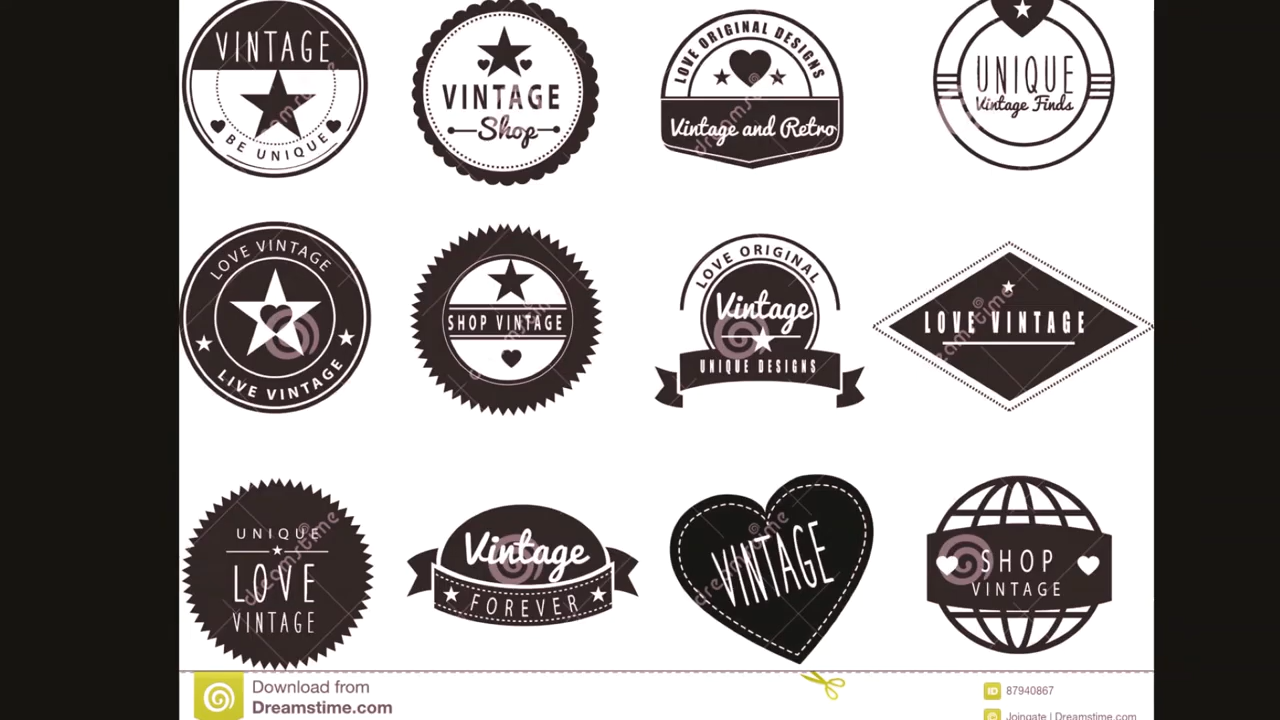 VINTAGE
BE UNIQUE
VINTAGE
Shop
LOVE ORIGINAL DESIGNS
Vintage and Retro
UNIQUE
Vintage Finds
LOVE VINTAGE
LIVE VINTAGE
SHOP VINTAGE
LOVE ORIGINAL
Vintage
UNIQUE DESIGNS
LOVE VINTAGE
UNIQUE
LOVE
VINTAGE
Vintage
FOREVER
VINTAGE
SHOP
VINTAGE
Download from
Dreamstime.com
ID 87940867
Joingate | Dreamstime.com